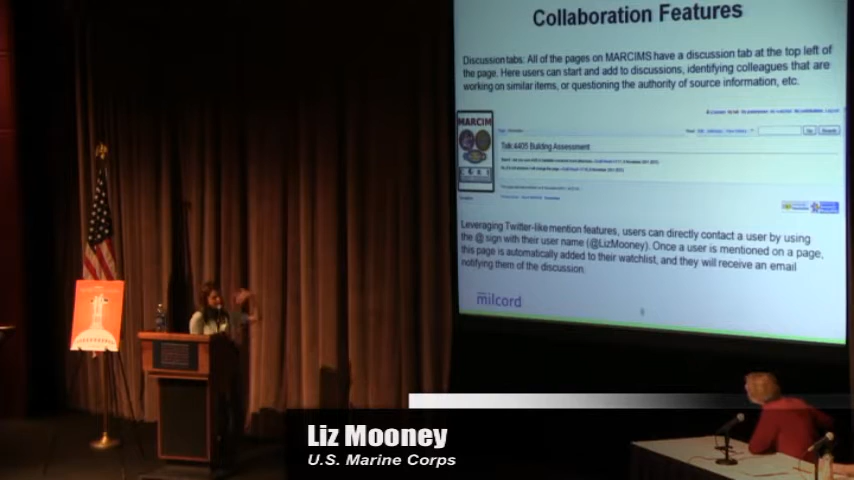 Collaboration Features
Discussion tabs: All of the pages on MARCIMS have a discussion tab at the top left of
the page. Here users can start and add to discussions, identifying colleagues that are
working on similar items, or questioning the authority of source information, etc.
MARCIM
Talk:4405 Building Assessment
Leveraging Twitter-like mention features, users can directly contact a user by using
the @ sign with their user name (@LizMooney). Once a user is mentioned on a page,
this page is automatically added to their watchlist, and they will receive an email
notifying them of the discussion.
milcord
Liz Mooney
U.S. Marine Corps